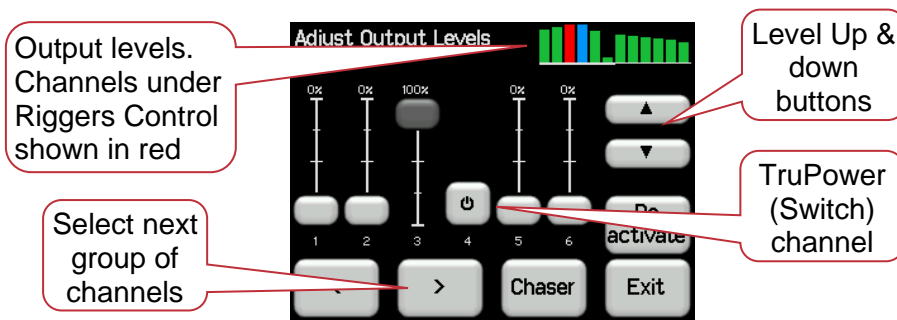 Output levels.
Channels under
Riggers Control
shown in red
Adjust Output Levels
Level Up &
down
buttons
0%
0%
100%
0%
0%
▲
▼
TruPower
(Switch)
channel
Select next
group of
channels
1
2
3
4
5
6
activate
>
Chaser
Exit